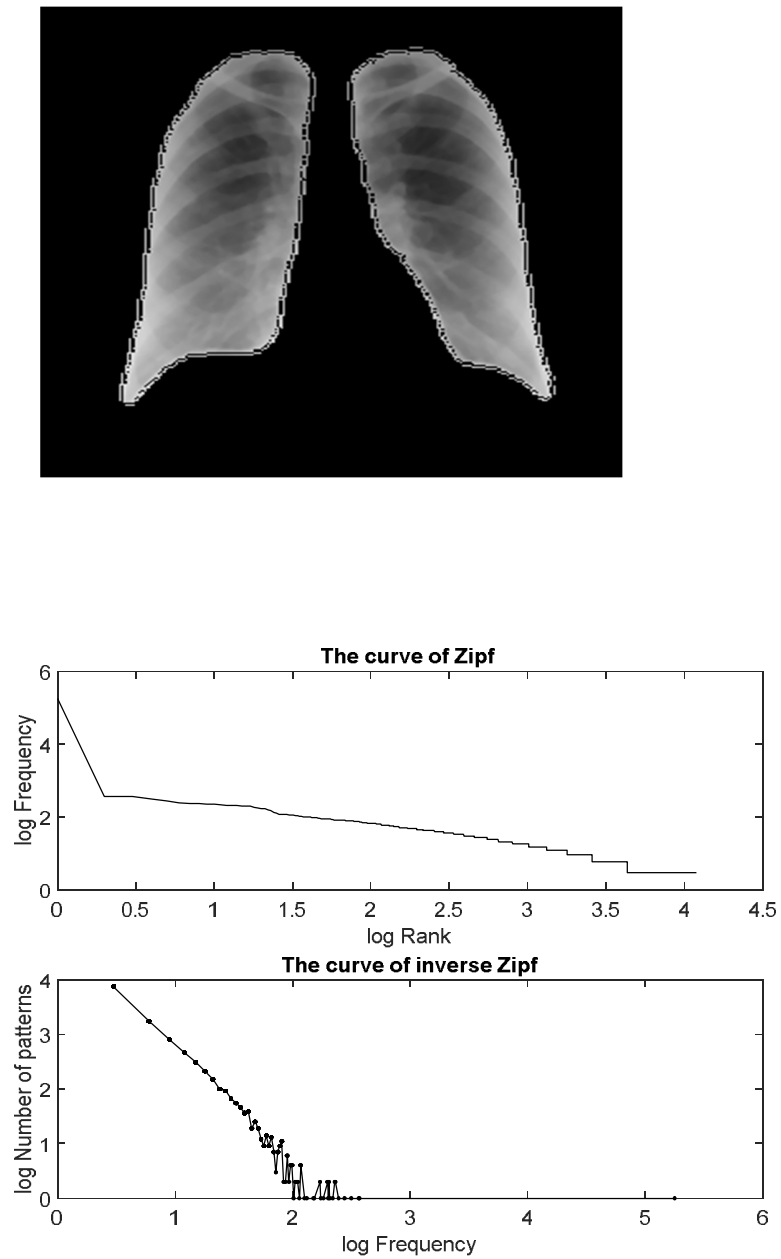 The curve of Zipf
6
4
2
0
log Frequency
0 0.5 1 1.5 2 2.5 3 3.5 4 4.5
log Rank
The curve of inverse Zipf
4
3
2
1
0
log Number of patterns
0 1 2 3 4 5 6
log Frequency